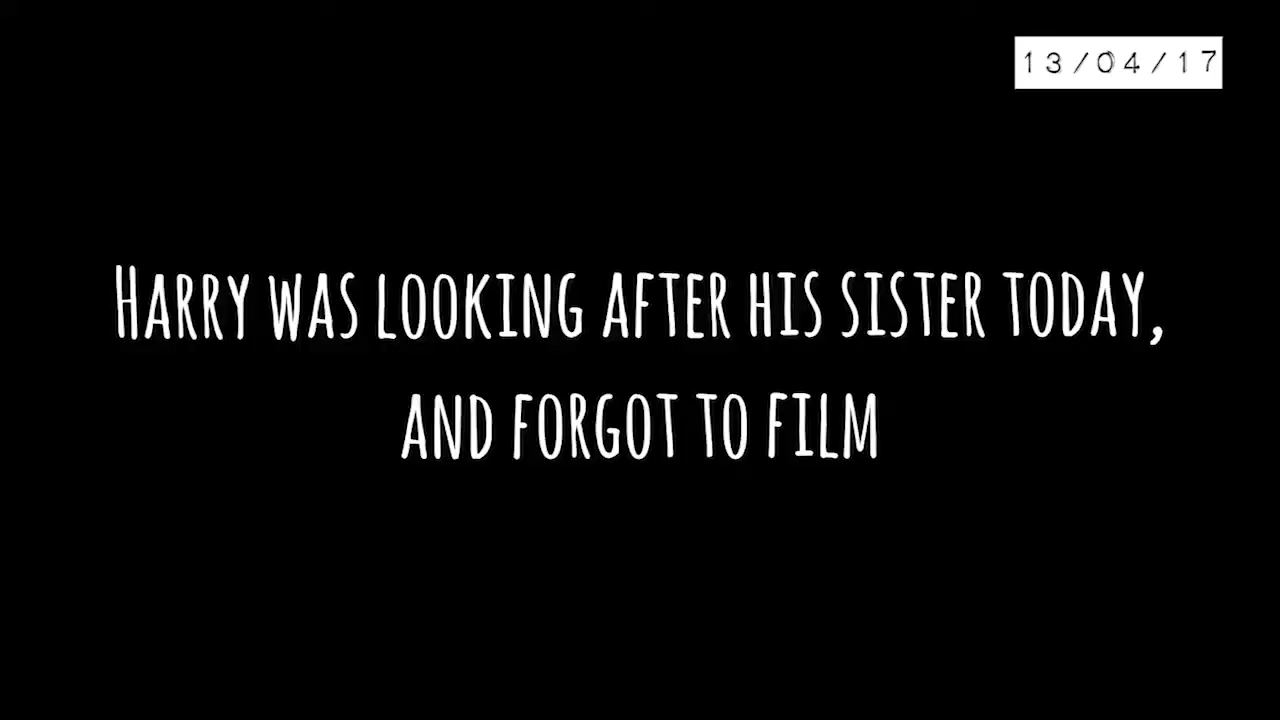 13/04/17
Harry was looking after his sister today,
and forgot to film